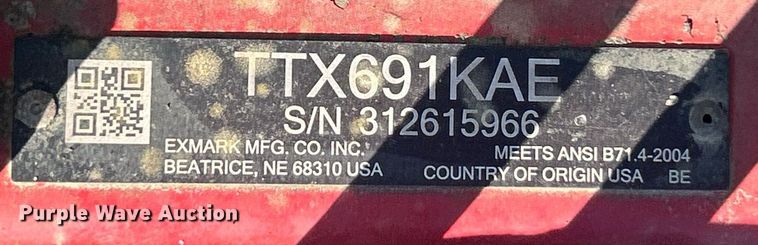 TTX691KAE
S/N 312615966
EXMARK MFG. CO. INC.
BEATRICE, NE 68310 USA
MEETS ANSI B71.4-2004
COUNTRY OF ORIGIN USA BE
Purple Wave Auction